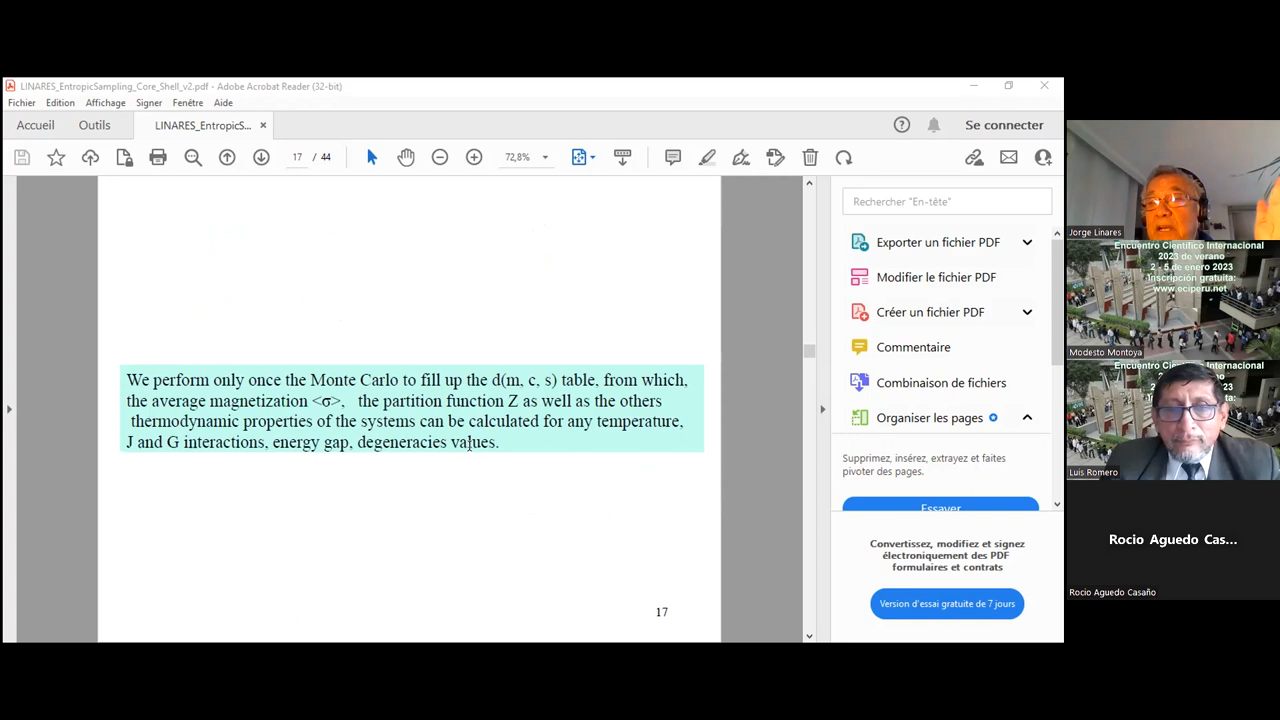 LINARES_EntropicSampling_Core_Shell_v2.pdf - Adobe Acrobat Reader (32-bit)
Fichier Edition Affichage Signer Fenêtre Aide
Accueil Outils LINARES_EntropicS... × Se connecter
17 / 44 72,8%
We perform only once the Monte Carlo to fill up the d(m, c, s) table, from which,
the average magnetization <σ>, the partition function Z as well as the others
thermodynamic properties of the systems can be calculated for any temperature,
J and G interactions, energy gap, degeneracies values.
17
Rechercher "En-tête"
Exporter un fichier PDF
Modifier le fichier PDF
Créer un fichier PDF
Commentaire
Combinaison de fichiers
Organiser les pages
Supprimez, insérez, extrayez et faites
pivoter des pages.
Essayer
Convertissez, modifiez et signez
électroniquement des PDF
formulaires et contrats
Version d'essai gratuite de 7 jours
Jorge Linares
Encuentro Científico Internacional
2023 de verano
2 - 5 de enero 2023
Inscripción gratuita:
www.eciperu.net
Modesto Montoya
Luis Romero
Rocio Aguedo Cas...
Rocio Aguedo Casaño